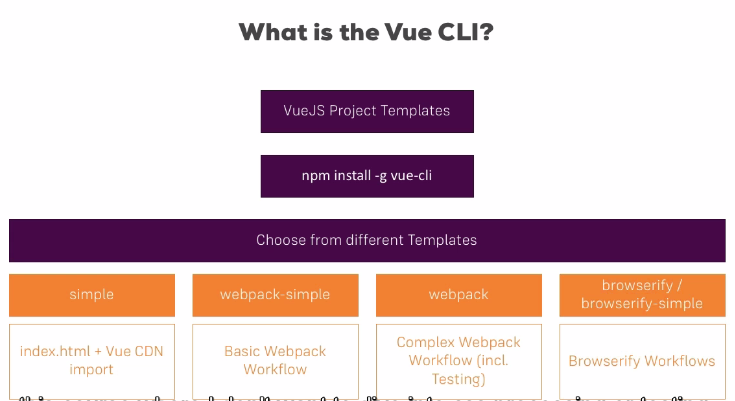 What is the Vue CLI?
VueJS Project Templates
npm install -g vue-cli
Choose from different Templates
simple
webpack-simple
webpack
browserify /
browserify-simple
index.html + Vue CDN
import
Basic Webpack
Workflow
Complex Webpack
Workflow (incl.
Testing)
Browserify Workflows